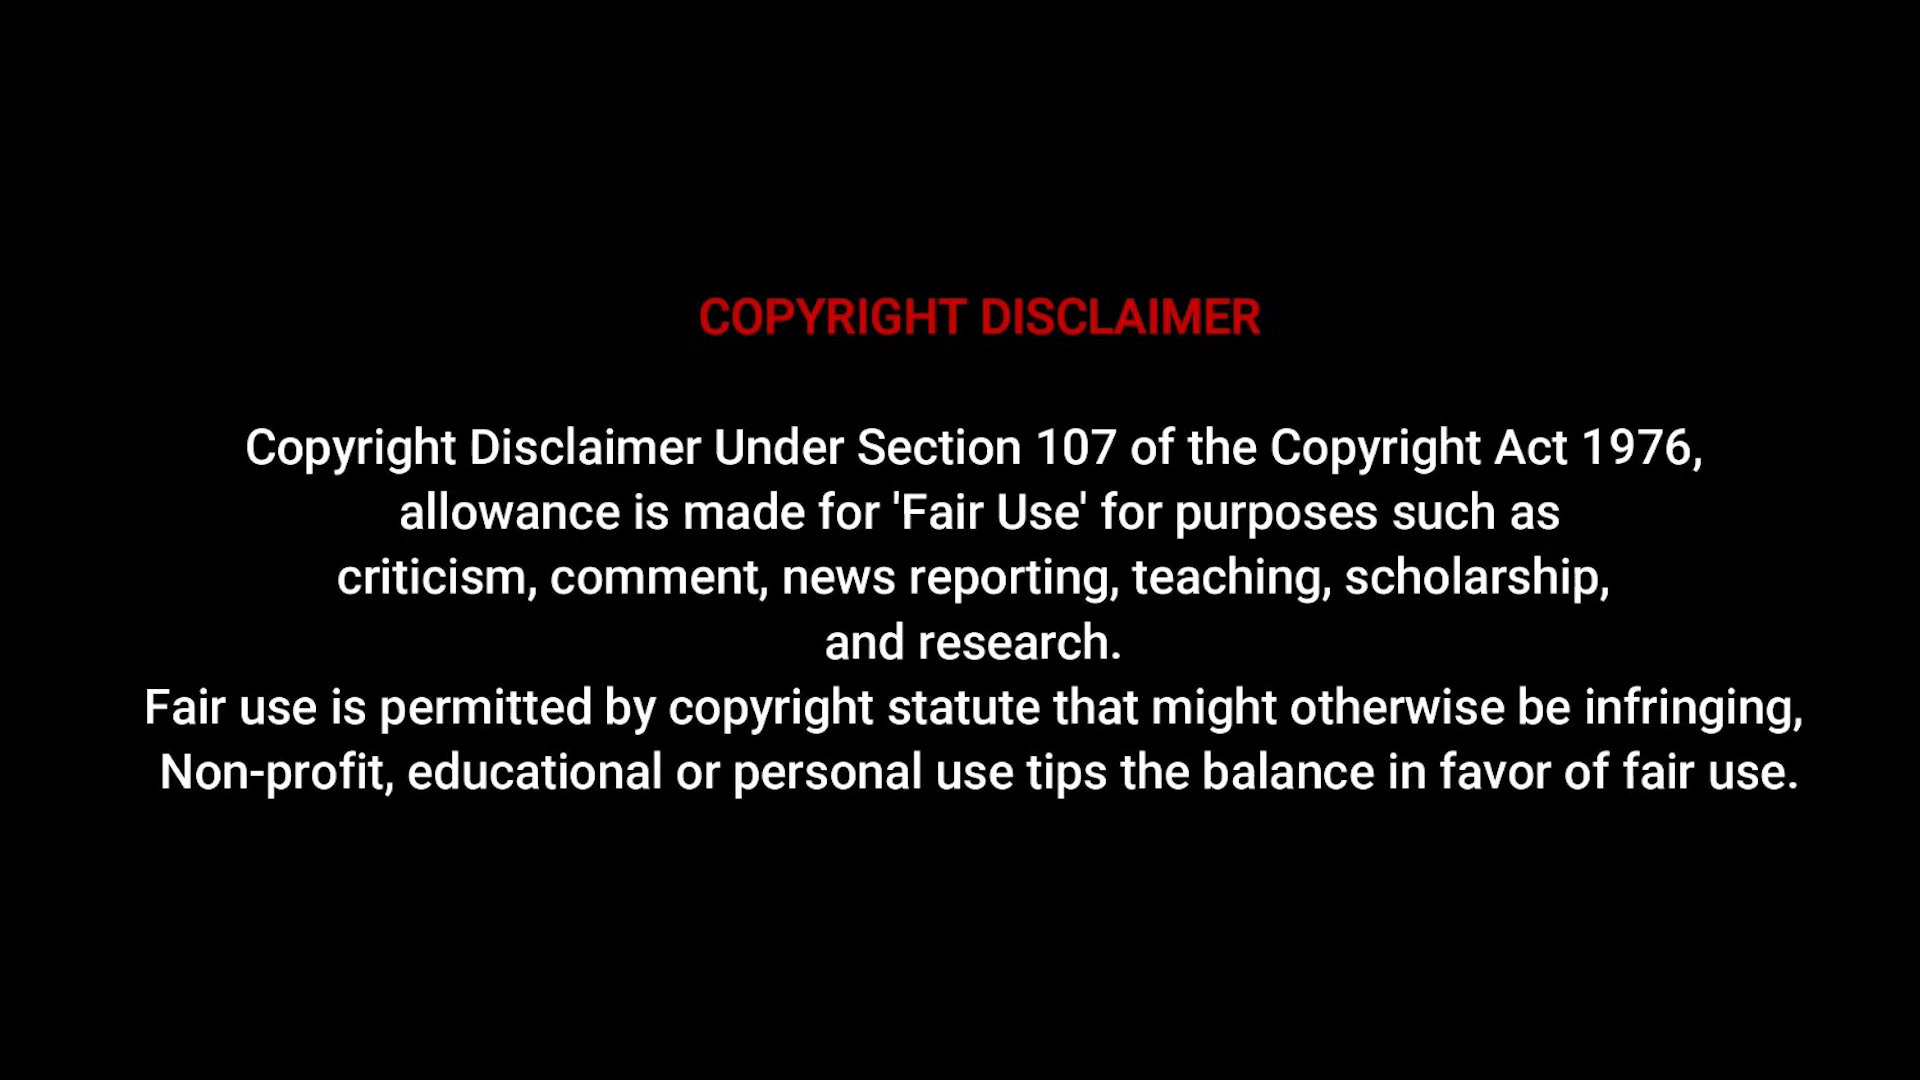 COPYRIGHT DISCLAIMER
Copyright Disclaimer Under Section 107 of the Copyright Act 1976,
allowance is made for 'Fair Use' for purposes such as
criticism, comment, news reporting, teaching, scholarship,
and research.
Fair use is permitted by copyright statute that might otherwise be infringing,
Non-profit, educational or personal use tips the balance in favor of fair use.